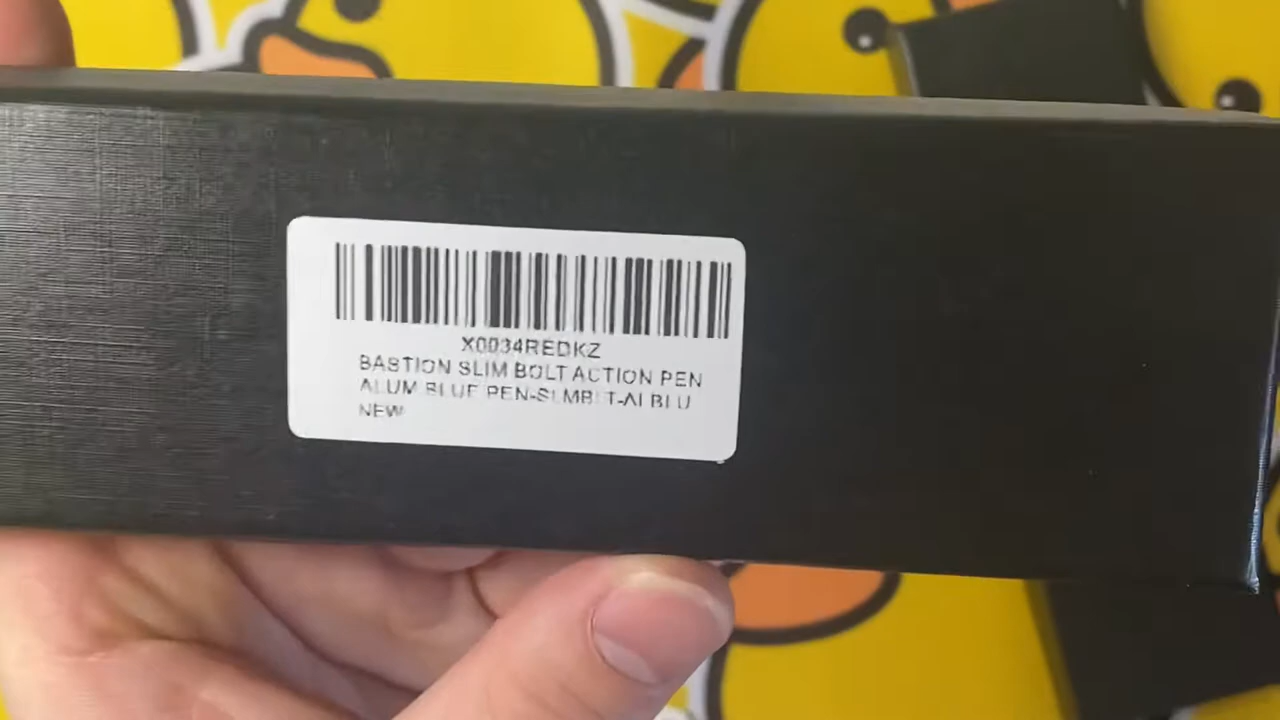 X0034REDKZ
BASTION SLIM BOLT ACTION PEN
ALUM BLUE PEN-SLMBLT-ALBLU
NEW